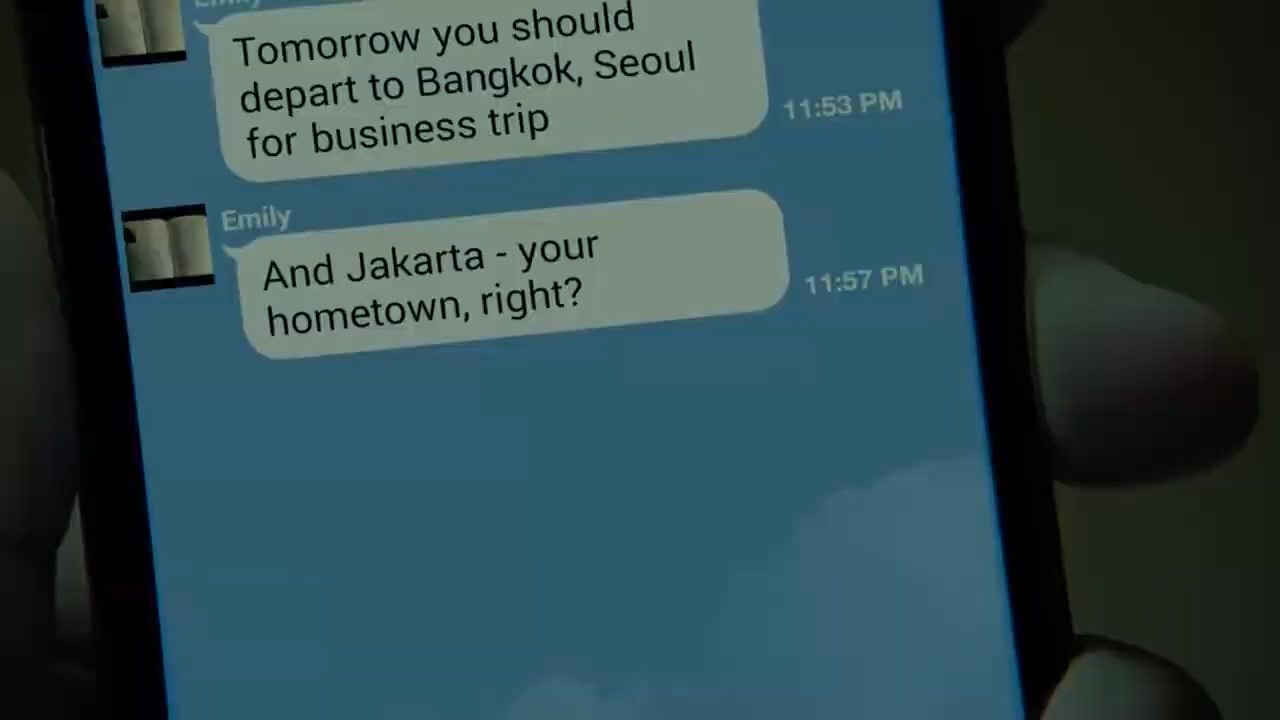 Emily
Tomorrow you should
depart to Bangkok, Seoul
for business trip
11:53 PM
Emily
And Jakarta - your
hometown, right?
11:57 PM